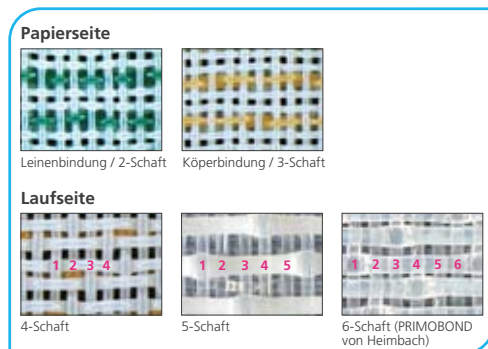 Papierseite
Leinenbindung / 2-Schaft
Köperbindung / 3-Schaft
Laufseite
1 2 3 4
1 2 3 4 5
1 2 3 4 5 6
4-Schaft
5-Schaft
6-Schaft (PRIMOBOND
von Heimbach)